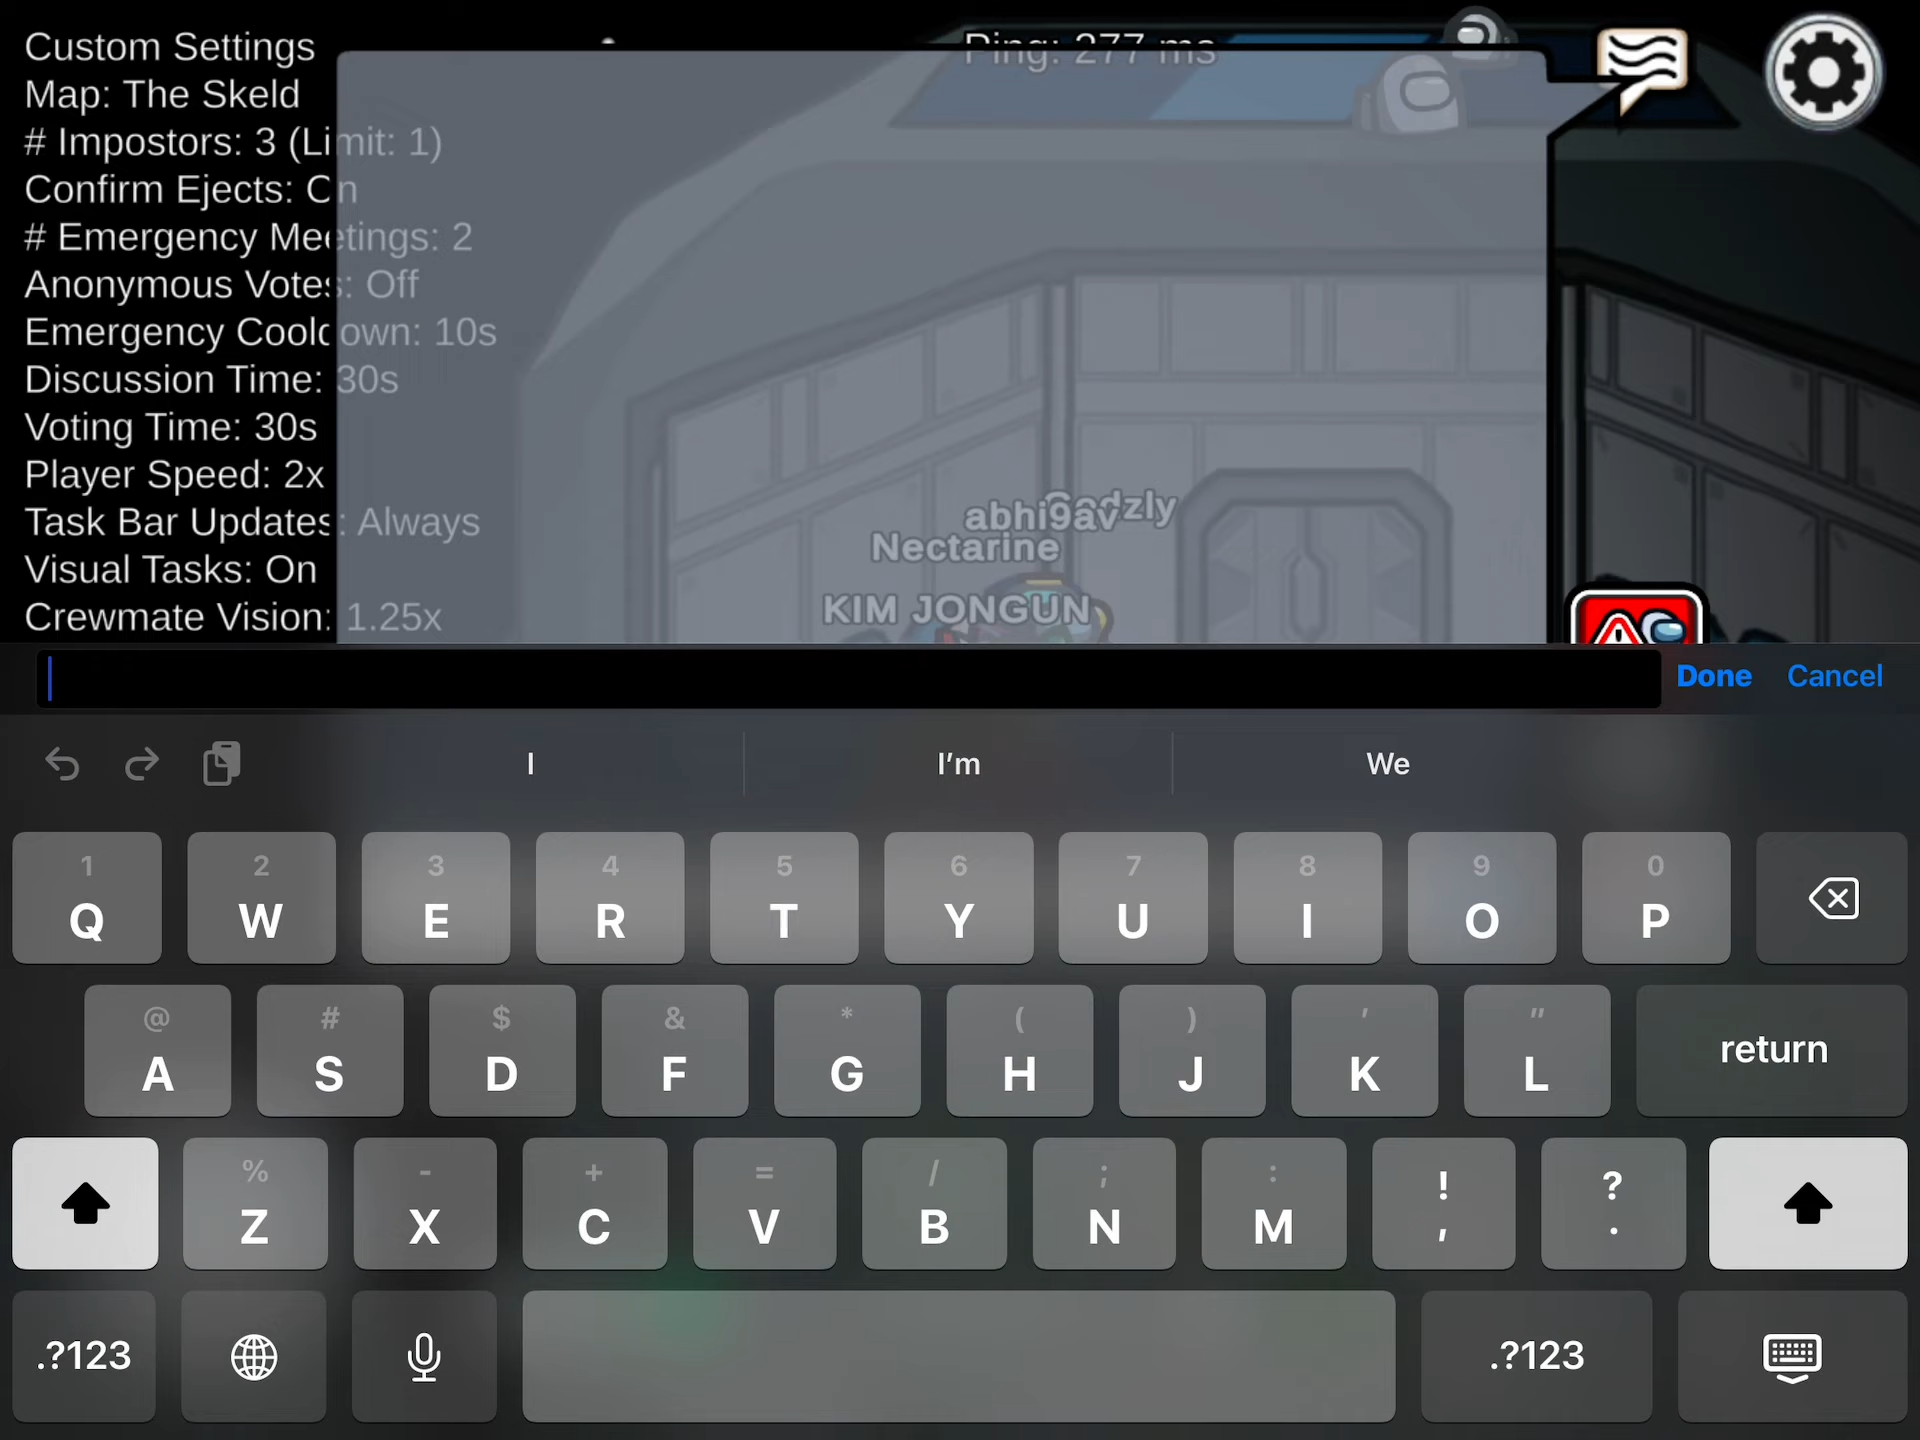 Custom Settings
Map: The Skeld
# Impostors: 3 (Limit: 1)
Confirm Ejects: On
# Emergency Meetings: 2
Anonymous Votes: Off
Emergency Cooldown: 10s
Discussion Time: 30s
Voting Time: 30s
Player Speed: 2x
Task Bar Updates: Always
Visual Tasks: On
Crewmate Vision: 1.25x
Ping: 277 ms
abhi9av
Nectarine
KIM JONGUN
Done Cancel
I I’m We
1 2 3 4 5 6 7 8 9 0
Q W E R T Y U I O P
@ # $ & * ( ) ' "
A S D F G H J K L return
% - + = / ; : ! ?
Z X C V B N M , .
.?123 .?123